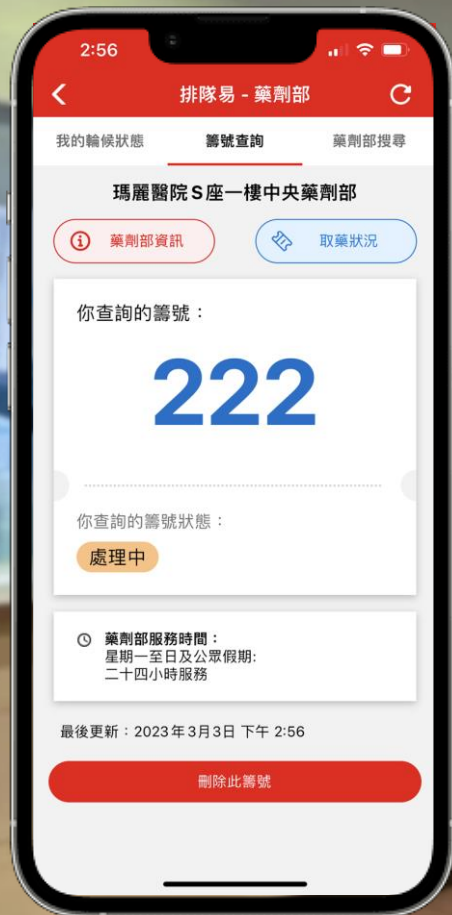 2:56
排隊易 - 藥劑部
我的輪候狀態
籌號查詢
藥劑部搜尋
瑪麗醫院S座一樓中央藥劑部
藥劑部資訊
取藥狀況
你查詢的籌號：
222
你查詢的籌號狀態：
處理中
藥劑部服務時間：
星期一至日及公眾假期:
二十四小時服務
最後更新：2023年3月3日 下午 2:56
刪除此籌號